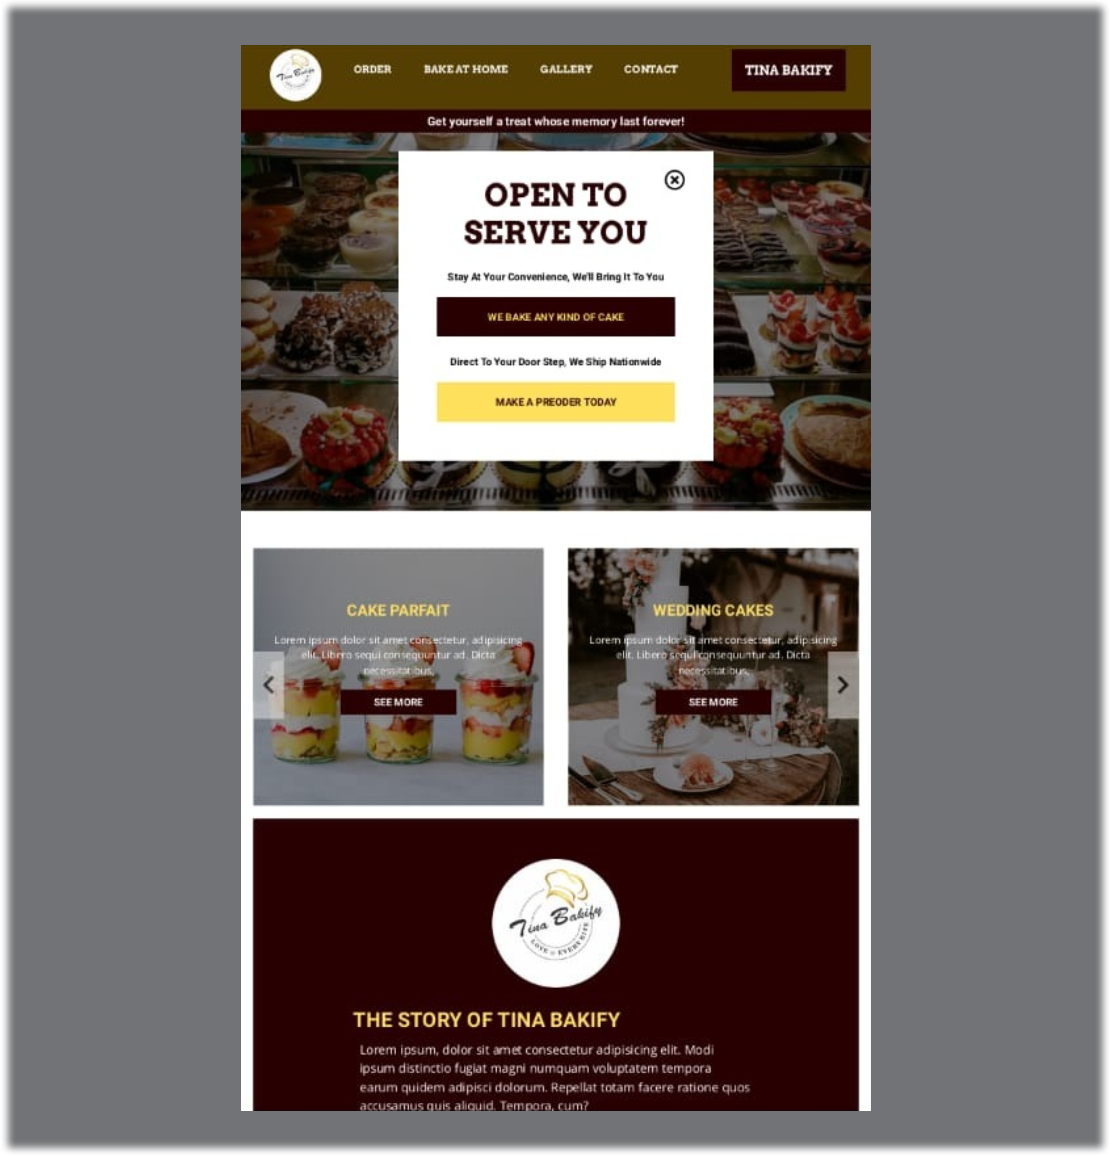 Tina Bakify
ORDER
BAKE AT HOME
GALLERY
CONTACT
TINA BAKIFY
Get yourself a treat whose memory last forever!
OPEN TO
SERVE YOU
Stay At Your Convenience, We'll Bring It To You
WE BAKE ANY KIND OF CAKE
Direct To Your Door Step, We Ship Nationwide
MAKE A PREODER TODAY
CAKE PARFAIT
Lorem ipsum dolor sit amet consectetur, adipisicing
elit. Libero sequi consequuntur ad. Dicta
necessitatibus,
SEE MORE
WEDDING CAKES
Lorem ipsum dolor sit amet consectetur, adipisicing
elit. Libero sequi consequuntur ad. Dicta
necessitatibus,
SEE MORE
Tina Bakify
LOVE in EVERY BITE
THE STORY OF TINA BAKIFY
Lorem ipsum, dolor sit amet consectetur adipisicing elit. Modi
ipsum distinctio fugiat magni numquam voluptatem tempora
earum quidem adipisci dolorum. Repellat totam facere ratione quos
accusamus quis aliquid. Tempora, cum?